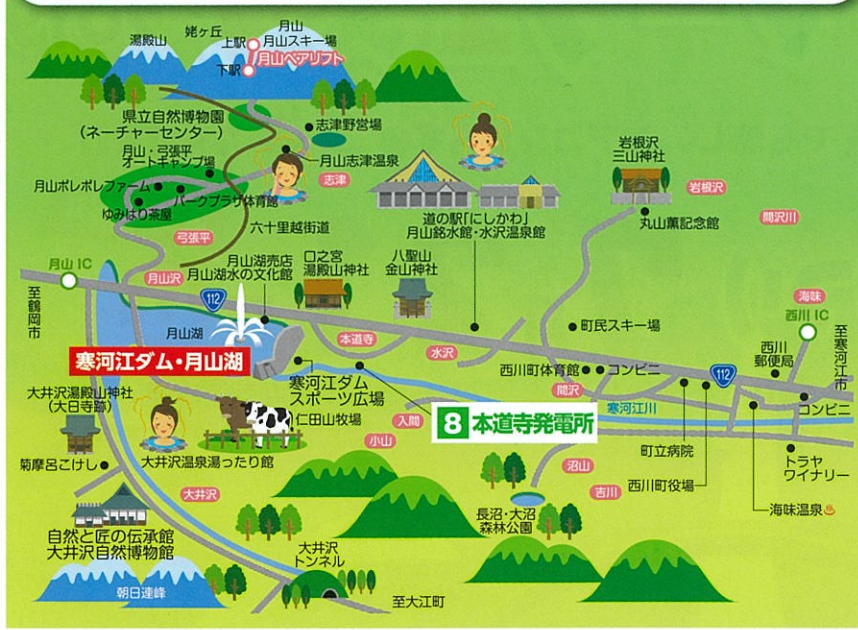 湯殿山
姥ヶ丘
月山
上駅
月山スキー場
月山ペアリフト
下駅
県立自然博物園
(ネーチャーセンター)
志津野営場
月山・弓張平
オートキャンプ場
月山志津温泉
志津
月山ポレポレファーム
パークプラザ体育館
ゆみはり茶屋
六十里越街道
弓張平
道の駅「にしかわ」
月山銘水館・水沢温泉館
岩根沢
三山神社
岩根沢
丸山薫記念館
間沢川
月山 IC
月山沢
月山湖売店
月山湖水の文化館
口之宮
湯殿山神社
八聖山
金山神社
至鶴岡市
112
月山湖
本道寺
水沢
町民スキー場
海味
西川 IC
至寒河江市
寒河江ダム・月山湖
寒河江ダム
スポーツ広場
西川町体育館
コンビニ
西川
郵便局
112
間沢
寒河江川
コンビニ
大井沢湯殿山神社
(大日寺跡)
仁田山牧場
入間
8 本道寺発電所
小山
町立病院
トラヤ
ワイナリー
菊摩呂こけし
大井沢温泉湯ったり館
大井沢
沼山
吉川
西川町役場
海味温泉
長沼・大沼
森林公園
自然と匠の伝承館
大井沢自然博物館
大井沢
トンネル
朝日連峰
至大江町